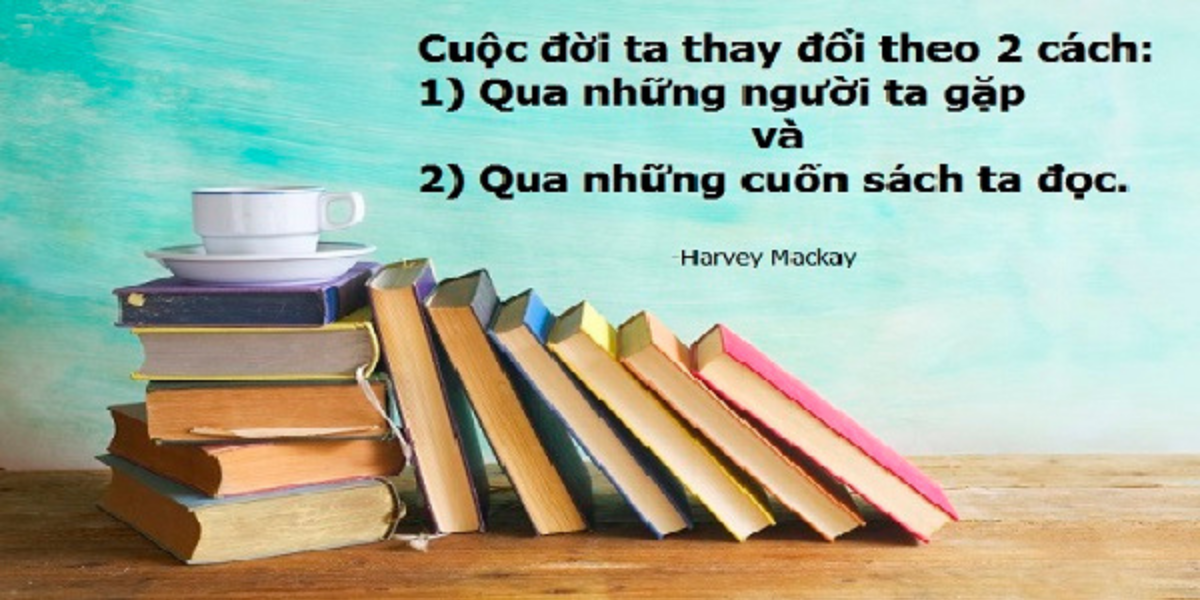 Cuộc đời ta thay đổi theo 2 cách:
1) Qua những người ta gặp
và
2) Qua những cuốn sách ta đọc.
-Harvey Mackay